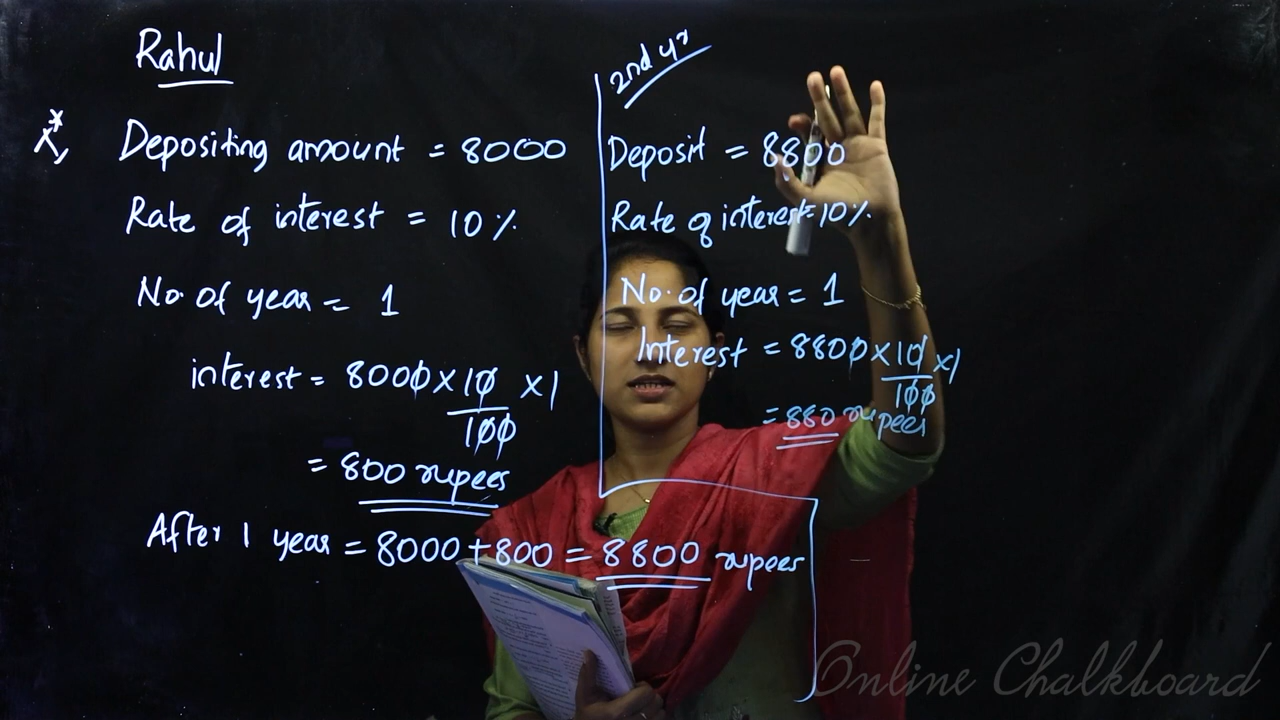 Rahul
Depositing amount = 8000
Rate of interest = 10%
No. of year = 1
interest = 8000 × 10 × 1
100
= 800 rupees
After 1 year = 8000 + 800 = 8800 rupees
2nd yr
Deposit = 8800
Rate of interest = 10%
No. of year = 1
Interest = 8800 × 10 × 1
100
= 880 rupees
Online Chalkboard